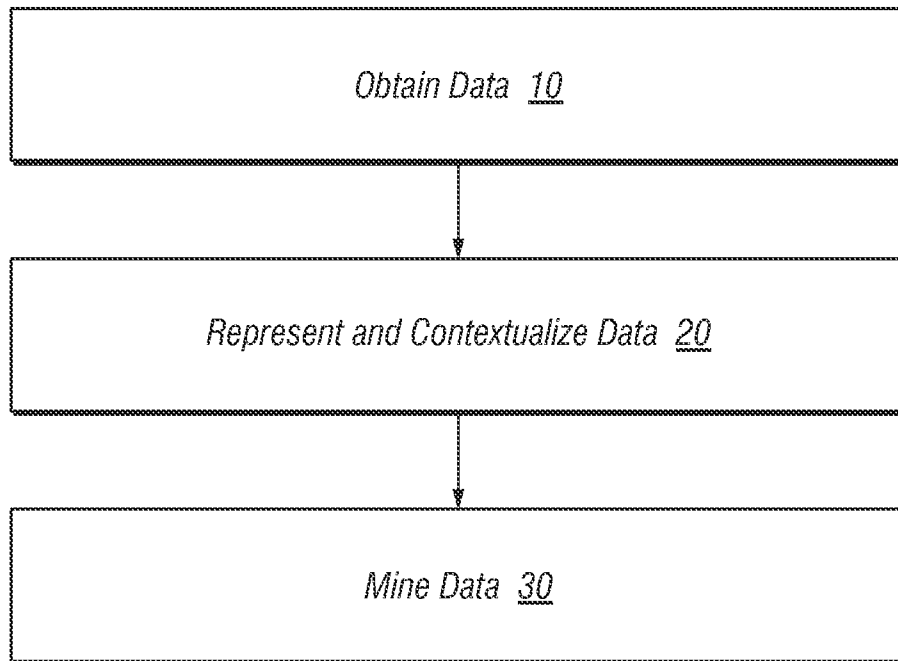 Obtain Data 10
Represent and Contextualize Data 20
Mine Data 30